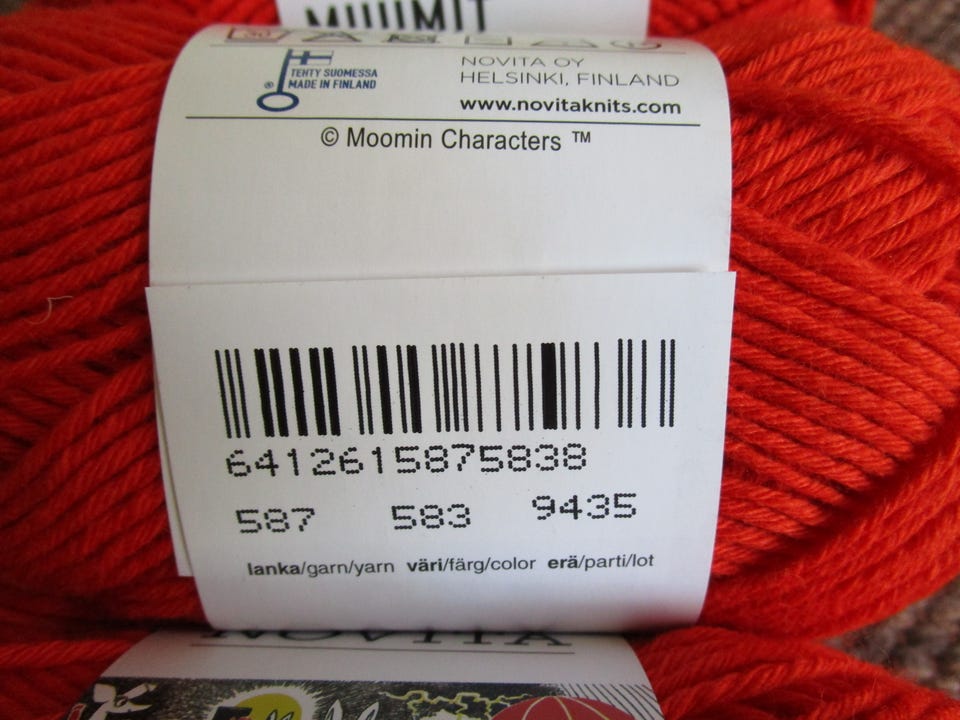 MUUMIT
TEHTY SUOMESSA
MADE IN FINLAND
®
NOVITA OY
HELSINKI, FINLAND
www.novitaknits.com
© Moomin Characters ™
6412615875838
587 583 9435
lanka/garn/yarn väri/färg/color erä/parti/lot
NOVITA